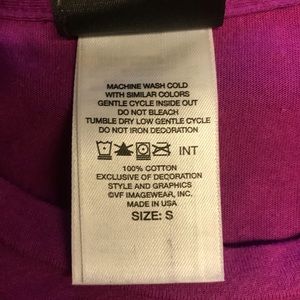 MACHINE WASH COLD
WITH SIMILAR COLORS
GENTLE CYCLE INSIDE OUT
DO NOT BLEACH
TUMBLE DRY LOW GENTLE CYCLE
DO NOT IRON DECORATION
INT
100% COTTON
EXCLUSIVE OF DECORATION
STYLE AND GRAPHICS
©VF IMAGEWEAR, INC.
MADE IN USA
SIZE: S